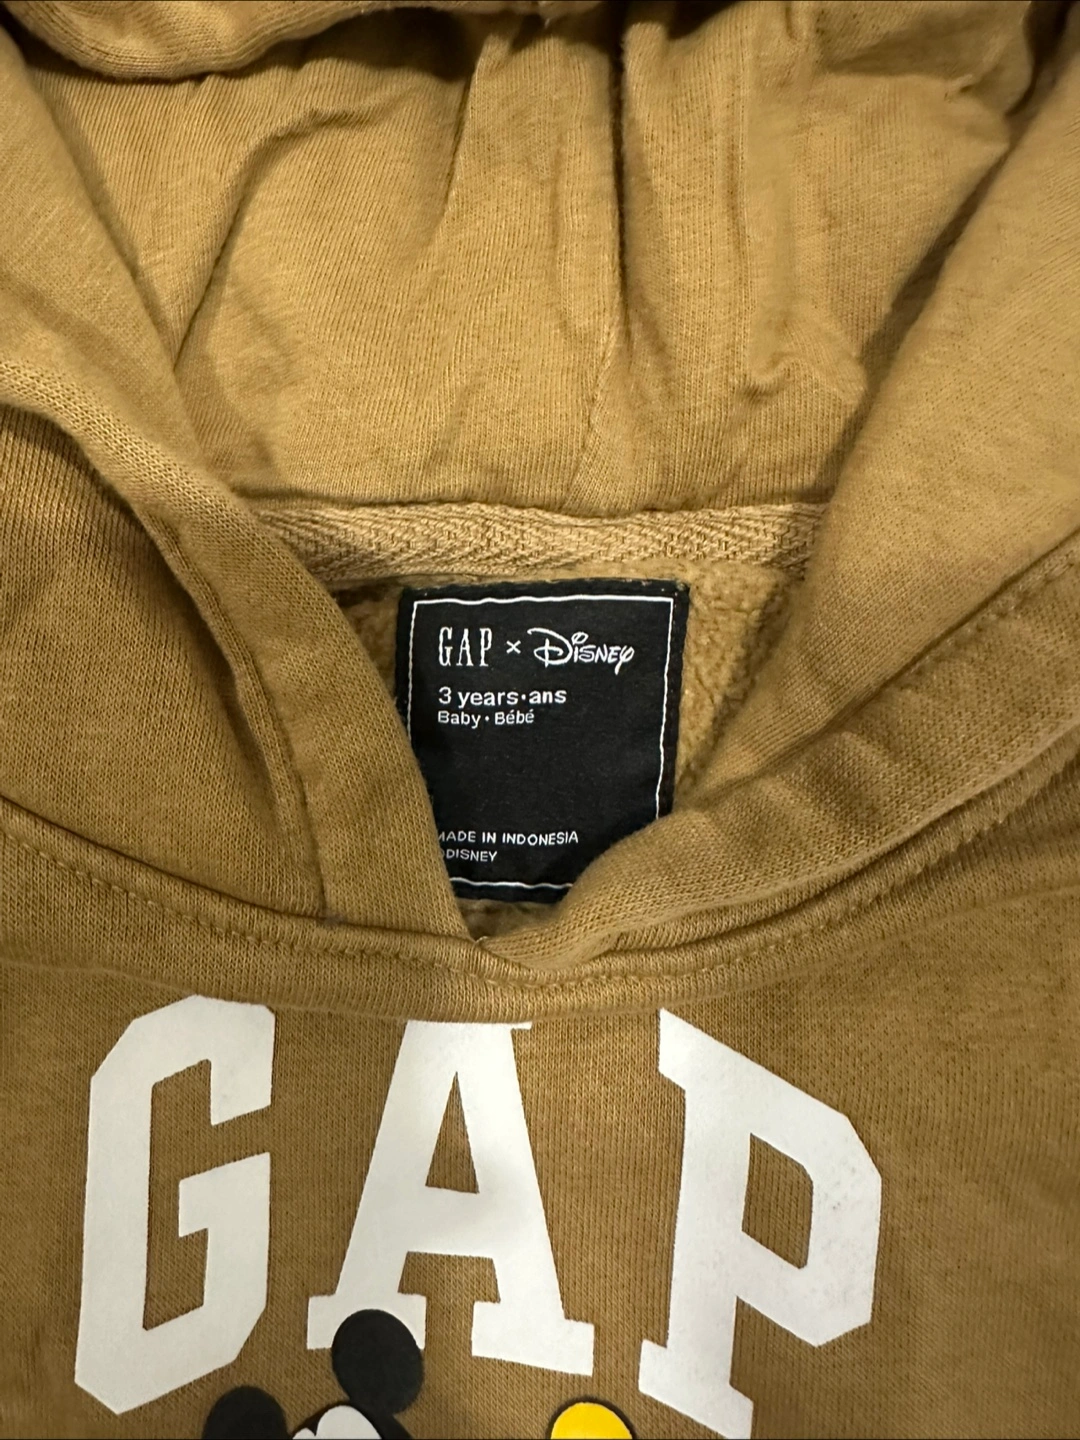 GAP × Disney
3 years·ans
Baby·Bébé
MADE IN INDONESIA
©DISNEY
GAP